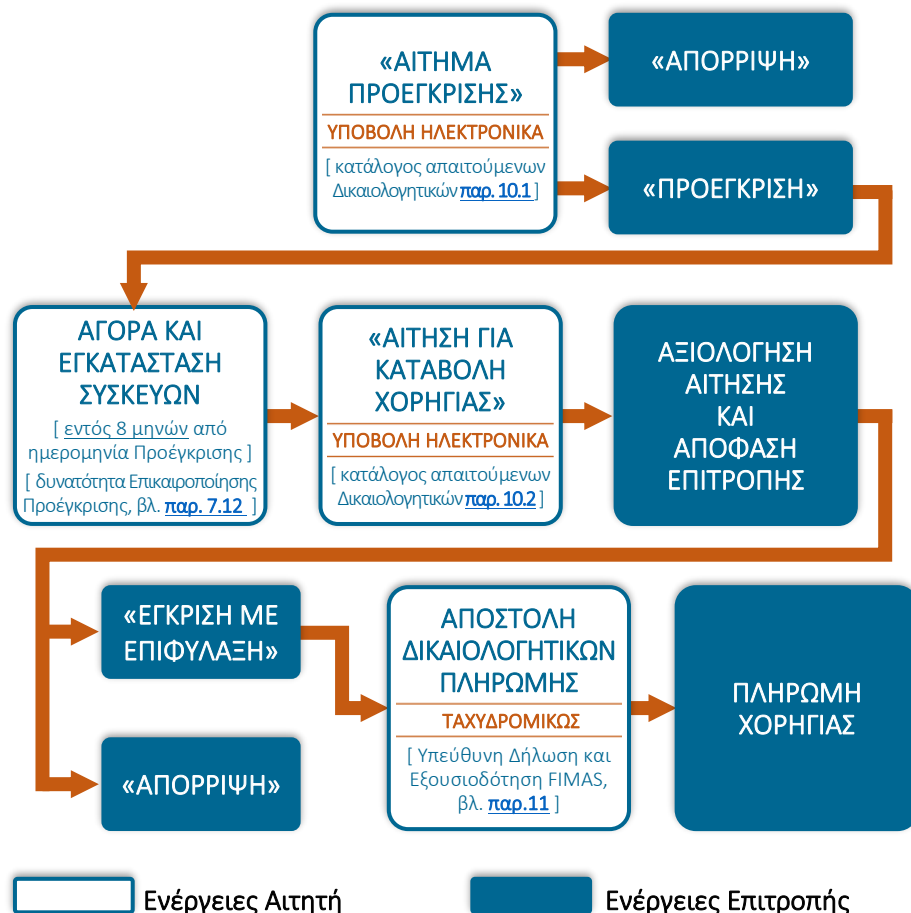 «ΑΙΤΗΜΑ
ΠΡΟΕΓΚΡΙΣΗΣ»
ΥΠΟΒΟΛΗ ΗΛΕΚΤΡΟΝΙΚΑ
[ κατάλογος απαιτούμενων
Δικαιολογητικών παρ. 10.1 ]
«ΑΠΟΡΡΙΨΗ»
«ΠΡΟΕΓΚΡΙΣΗ»
ΑΓΟΡΑ ΚΑΙ
ΕΓΚΑΤΑΣΤΑΣΗ
ΣΥΣΚΕΥΩΝ
[ εντός 8 μηνών από
ημερομηνία Προέγκρισης ]
[ δυνατότητα Επικαιροποίησης
Προέγκρισης, βλ. παρ. 7.12 ]
«ΑΙΤΗΣΗ ΓΙΑ
ΚΑΤΑΒΟΛΗ
ΧΟΡΗΓΙΑΣ»
ΥΠΟΒΟΛΗ ΗΛΕΚΤΡΟΝΙΚΑ
[ κατάλογος απαιτούμενων
Δικαιολογητικών παρ. 10.2 ]
ΑΞΙΟΛΟΓΗΣΗ
ΑΙΤΗΣΗΣ
ΚΑΙ
ΑΠΟΦΑΣΗ
ΕΠΙΤΡΟΠΗΣ
«ΕΓΚΡΙΣΗ ΜΕ
ΕΠΙΦΥΛΑΞΗ»
«ΑΠΟΡΡΙΨΗ»
ΑΠΟΣΤΟΛΗ
ΔΙΚΑΙΟΛΟΓΗΤΙΚΩΝ
ΠΛΗΡΩΜΗΣ
ΤΑΧΥΔΡΟΜΙΚΩΣ
[ Υπεύθυνη Δήλωση και
Εξουσιοδότηση FIMAS,
βλ. παρ.11 ]
ΠΛΗΡΩΜΗ
ΧΟΡΗΓΙΑΣ
Ενέργειες Αιτητή
Ενέργειες Επιτροπής